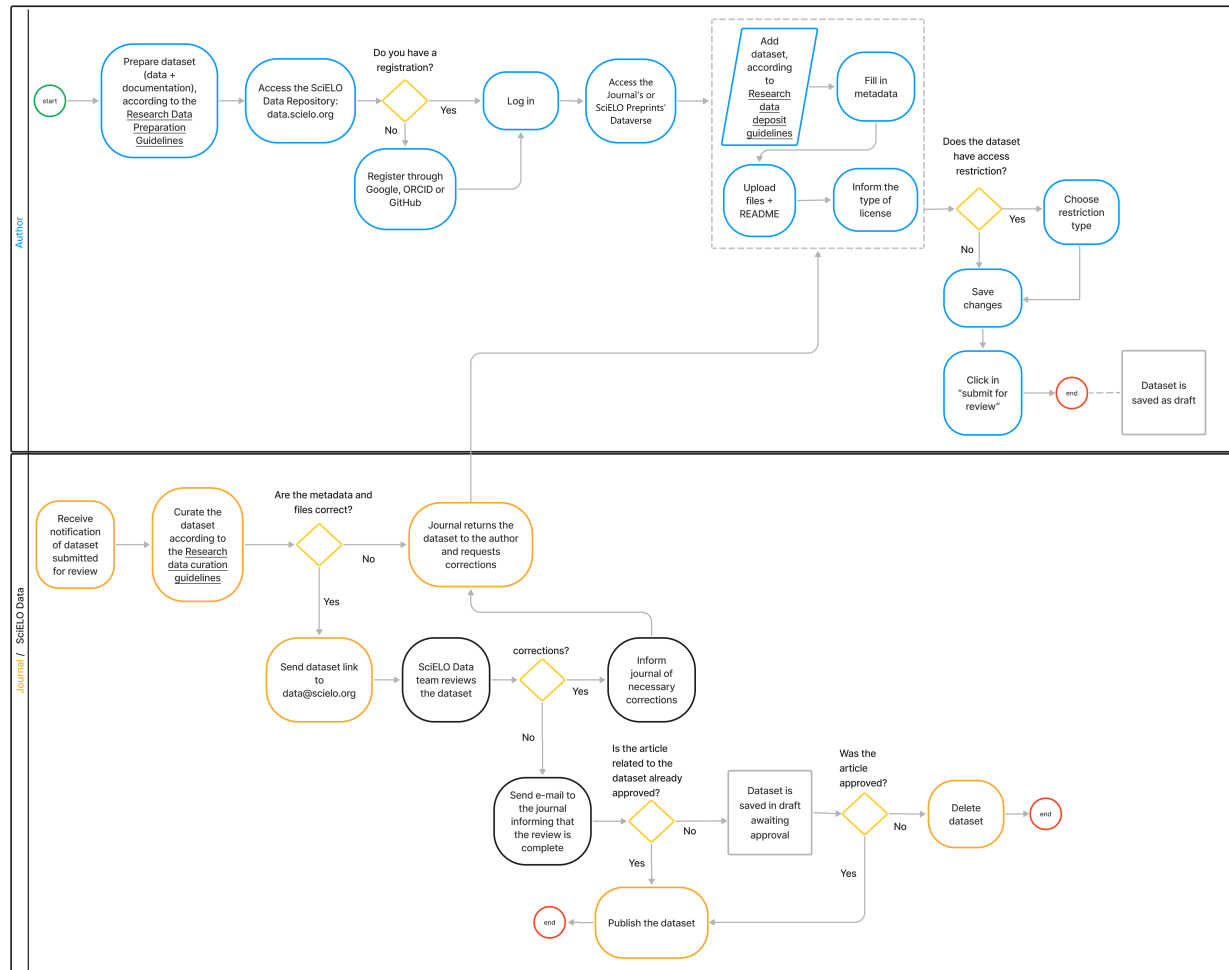 Author
start
Prepare dataset
(data +
documentation),
according to the
Research Data
Preparation
Guidelines
Access the SciELO
Data Repository:
data.scielo.org
Do you have a
registration?
Yes
No
Register through
Google, ORCID or
GitHub
Log in
Access the
Journal's or
SciELO Preprints'
Dataverse
Add
dataset,
according
to
Research
data
deposit
guidelines
Fill in
metadata
Upload
files +
README
Inform the
type of
license
Does the dataset
have access
restriction?
Yes
No
Choose
restriction
type
Save
changes
Click in
“submit for
review”
end
Dataset is
saved as draft
Journal / SciELO Data
Receive
notification
of dataset
submitted
for review
Curate the
dataset
according to
the Research
data curation
guidelines
Are the metadata and
files correct?
No
Yes
Journal returns the
dataset to the author
and requests
corrections
Send dataset link
to
data@scielo.org
SciELO Data
team reviews
the dataset
corrections?
Yes
No
Inform
journal of
necessary
corrections
Send e-mail to
the journal
informing that
the review is
complete
Is the article
related to the
dataset already
approved?
No
Yes
Dataset is
saved in draft
awaiting
approval
Was the
article
approved?
No
Yes
Delete
dataset
end
Publish the dataset
end